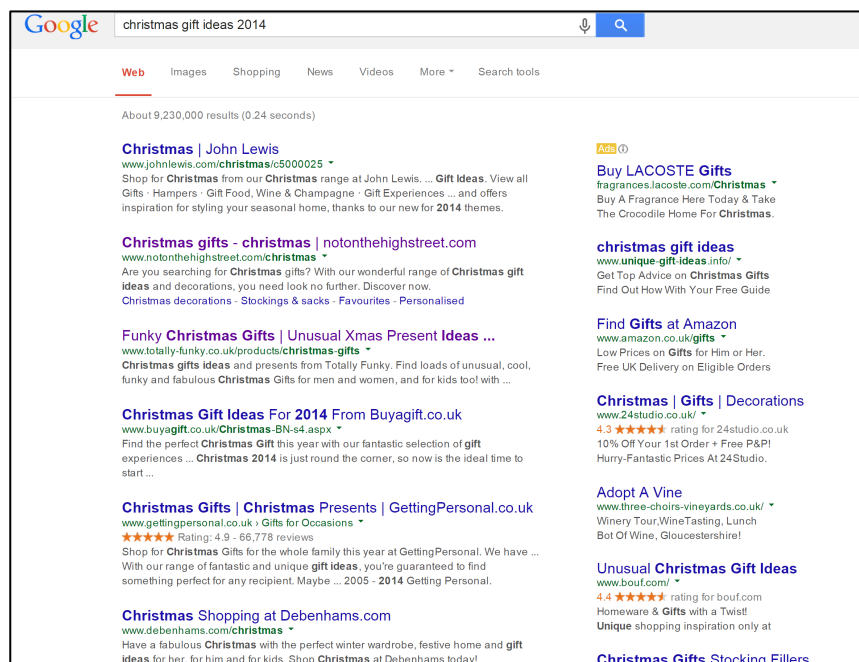 Google
christmas gift ideas 2014
Web Images Shopping News Videos More Search tools
About 9,230,000 results (0.24 seconds)
Christmas | John Lewis
www.johnlewis.com/christmas/c5000025
Shop for Christmas from our Christmas range at John Lewis. ... Gift Ideas. View all
Gifts · Hampers · Gift Food, Wine & Champagne · Gift Experiences ... and offers
inspiration for styling your seasonal home, thanks to our new for 2014 themes.
Christmas gifts - christmas | notonthehighstreet.com
www.notonthehighstreet.com/christmas
Are you searching for Christmas gifts? With our wonderful range of Christmas gift
ideas and decorations, you need look no further. Discover now.
Christmas decorations - Stockings & sacks - Favourites - Personalised
Funky Christmas Gifts | Unusual Xmas Present Ideas ...
www.totally-funky.co.uk/products/christmas-gifts
Christmas gifts ideas and presents from Totally Funky. Find loads of unusual, cool,
funky and fabulous Christmas Gifts for men and women, and for kids too! with ...
Christmas Gift Ideas For 2014 From Buyagift.co.uk
www.buyagift.co.uk/Christmas-BN-s4.aspx
Find the perfect Christmas Gift this year with our fantastic selection of gift
experiences ... Christmas 2014 is just round the corner, so now is the ideal time to
start ...
Christmas Gifts | Christmas Presents | GettingPersonal.co.uk
www.gettingpersonal.co.uk › Gifts for Occasions
Rating: 4.9 - 66,778 reviews
Shop for Christmas Gifts for the whole family this year at GettingPersonal. We have ...
With our range of fantastic and unique gift ideas, you're guaranteed to find
something perfect for any recipient. Maybe ... 2005 - 2014 Getting Personal.
Christmas Shopping at Debenhams.com
www.debenhams.com/christmas
Have a fabulous Christmas with the perfect winter wardrobe, festive home and gift
ideas for her, for him and for kids. Shop Christmas at Debenhams today!
Ads
Buy LACOSTE Gifts
fragrances.lacoste.com/Christmas
Buy A Fragrance Here Today & Take
The Crocodile Home For Christmas.
christmas gift ideas
www.unique-gift-ideas.info/
Get Top Advice on Christmas Gifts
Find Out How With Your Free Guide
Find Gifts at Amazon
www.amazon.co.uk/gifts
Low Prices on Gifts for Him or Her.
Free UK Delivery on Eligible Orders
Christmas | Gifts | Decorations
www.24studio.co.uk/
4.3 rating for 24studio.co.uk
10% Off Your 1st Order + Free P&P!
Hurry-Fantastic Prices At 24Studio.
Adopt A Vine
www.three-choirs-vineyards.co.uk/
Winery Tour,WineTasting, Lunch
Bot Of Wine, Gloucestershire!
Unusual Christmas Gift Ideas
www.bouf.com/
4.4 rating for bouf.com
Homeware & Gifts with a Twist!
Unique shopping inspiration only at
Christmas Gifts Stocking Fillers